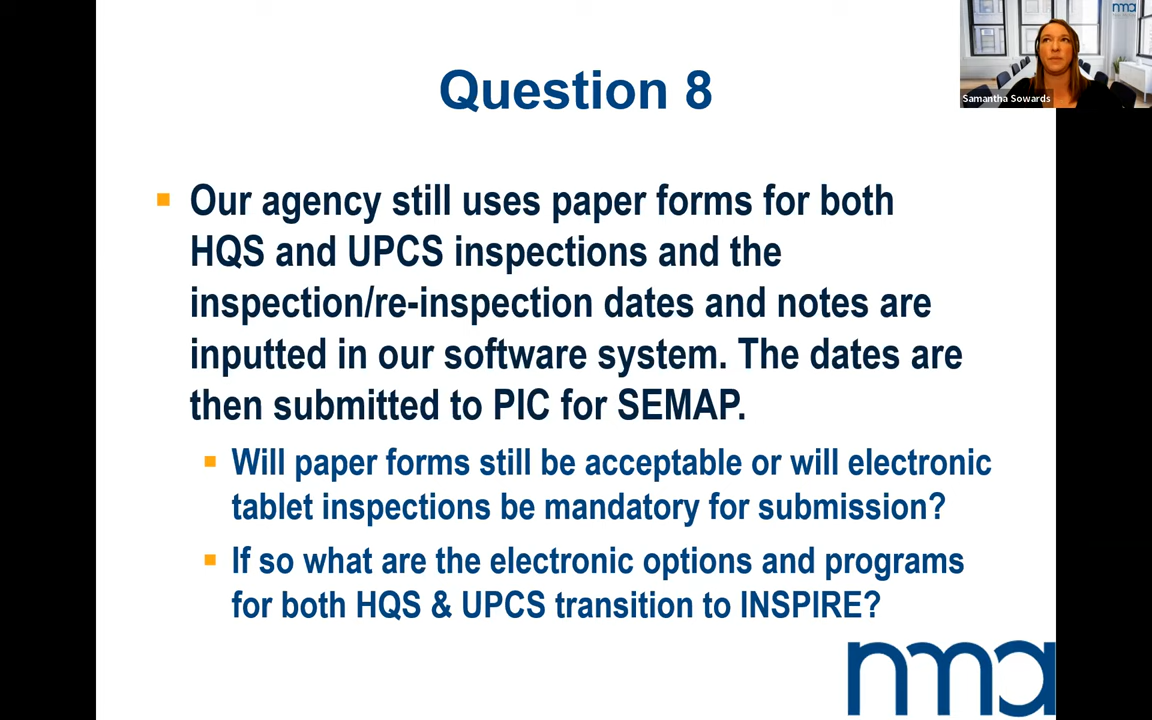 nma
Samantha Sowards
Question 8
Our agency still uses paper forms for both
HQS and UPCS inspections and the
inspection/re-inspection dates and notes are
inputted in our software system. The dates are
then submitted to PIC for SEMAP.
Will paper forms still be acceptable or will electronic
tablet inspections be mandatory for submission?
If so what are the electronic options and programs
for both HQS & UPCS transition to INSPIRE?
nma